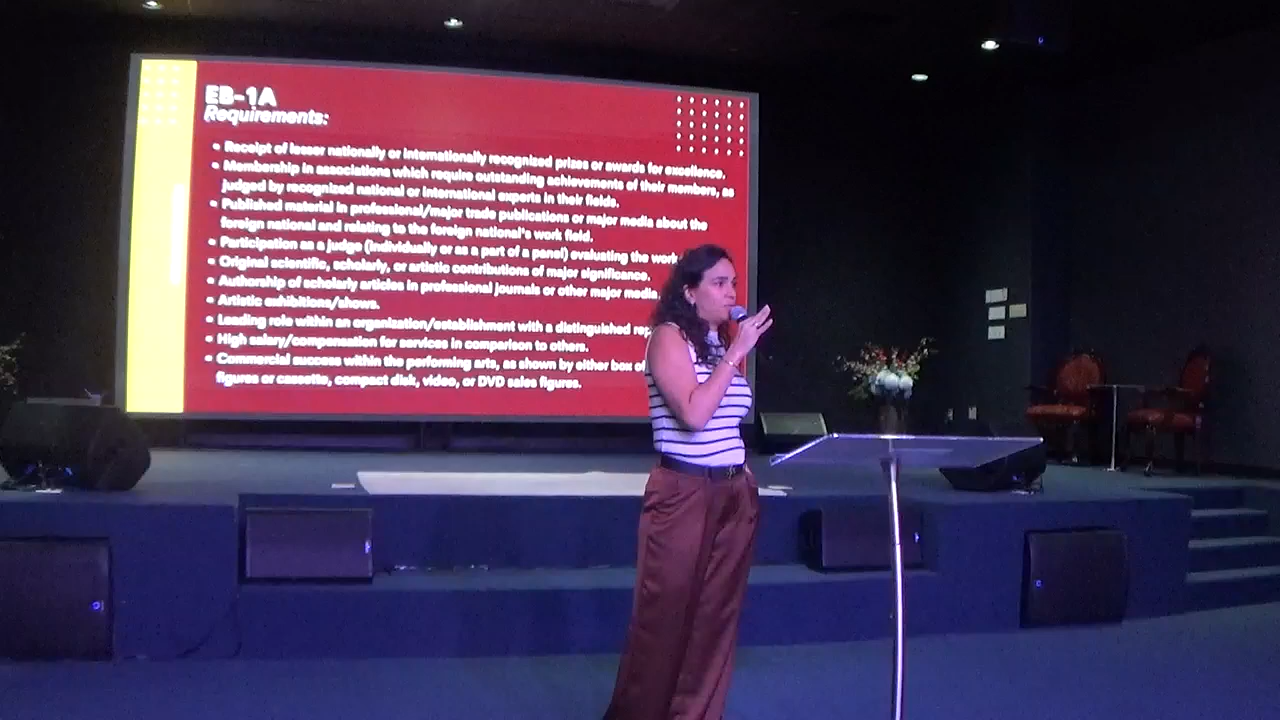 EB-1A
Requirements:
• Receipt of lesser nationally or internationally recognized prizes or awards for excellence.
• Membership in associations which require outstanding achievements of their members, as
judged by recognized national or international experts in their fields.
• Published material in professional/major trade publications or major media about the
foreign national and relating to the foreign national's work field.
• Participation as a judge (individually or as a part of a panel) evaluating the work
• Original scientific, scholarly, or artistic contributions of major significance.
• Authorship of scholarly articles in professional journals or other major media
• Artistic exhibitions/shows.
• Leading role within an organization/establishment with a distinguished
• High salary/compensation for services in comparison to others.
• Commercial success within the performing arts, as shown by either box
figures or cassette, compact disk, video, or DVD sales figures.